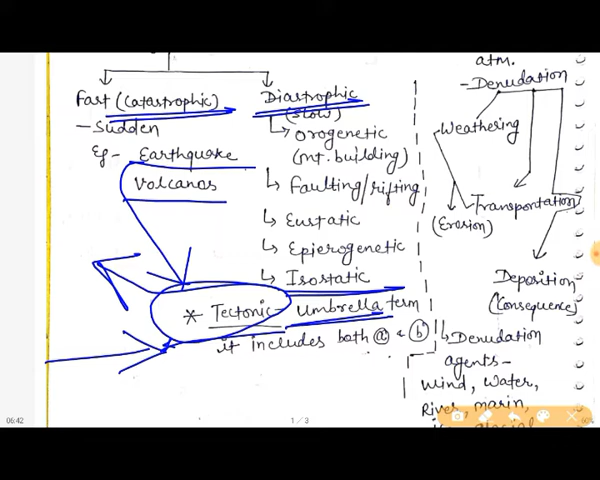 Fast (Catastrophic)
- Sudden
Eg - Earthquake
Volcanos
Diastrophic
(slow)
Orogenetic
(mt. building)
Faulting/rifting
Eustatic
Epierogenetic
Isostatic
* Tectonic - Umbrella term
it includes both ⓐ & ⓑ
atm.
- Denudation
Weathering
Transportation
(Erosion)
Deposition
(Consequence)
Denudation
agents -
Wind, Water,
River, marin,
06:42
1 / 3